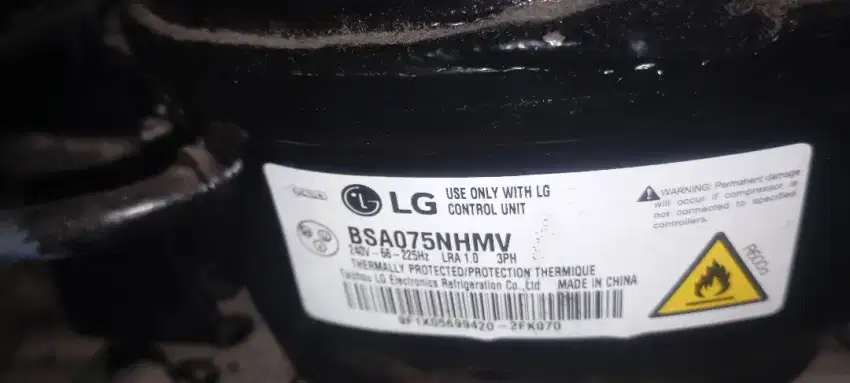 LG
USE ONLY WITH LG
CONTROL UNIT
BSA075NHMV
240V-66-225Hz LRA 1.0 3PH
THERMALLY PROTECTED/PROTECTION THERMIQUE
Taizhou LG Electronics Refrigeration Co.,Ltd MADE IN CHINA
WARNING: Permanent damage
will occur if compressor is
not connected to specified
controllers.
R600a